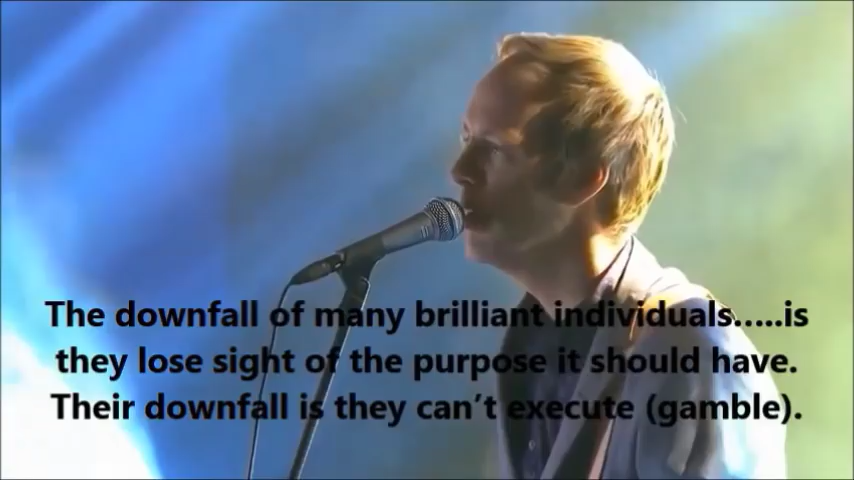 The downfall of many brilliant individuals.....is
they lose sight of the purpose it should have.
Their downfall is they can't execute (gamble).